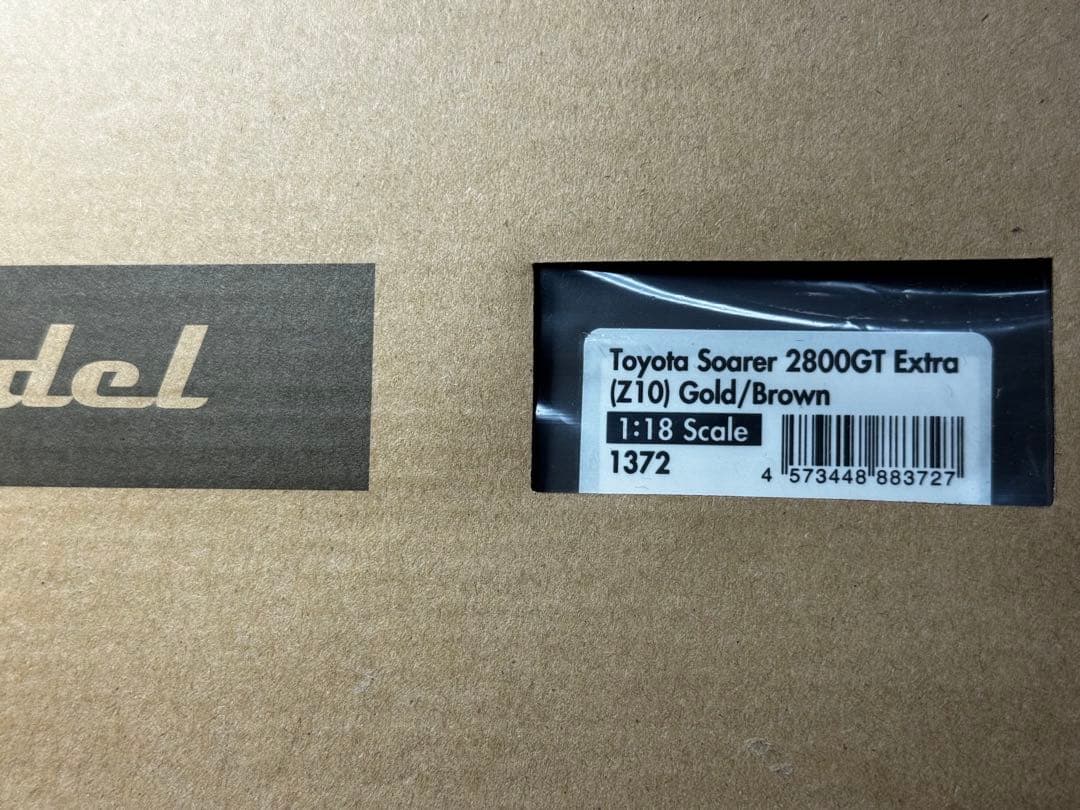 del
Toyota Soarer 2800GT Extra
(Z10) Gold/Brown
1:18 Scale
1372
4 573448 883727